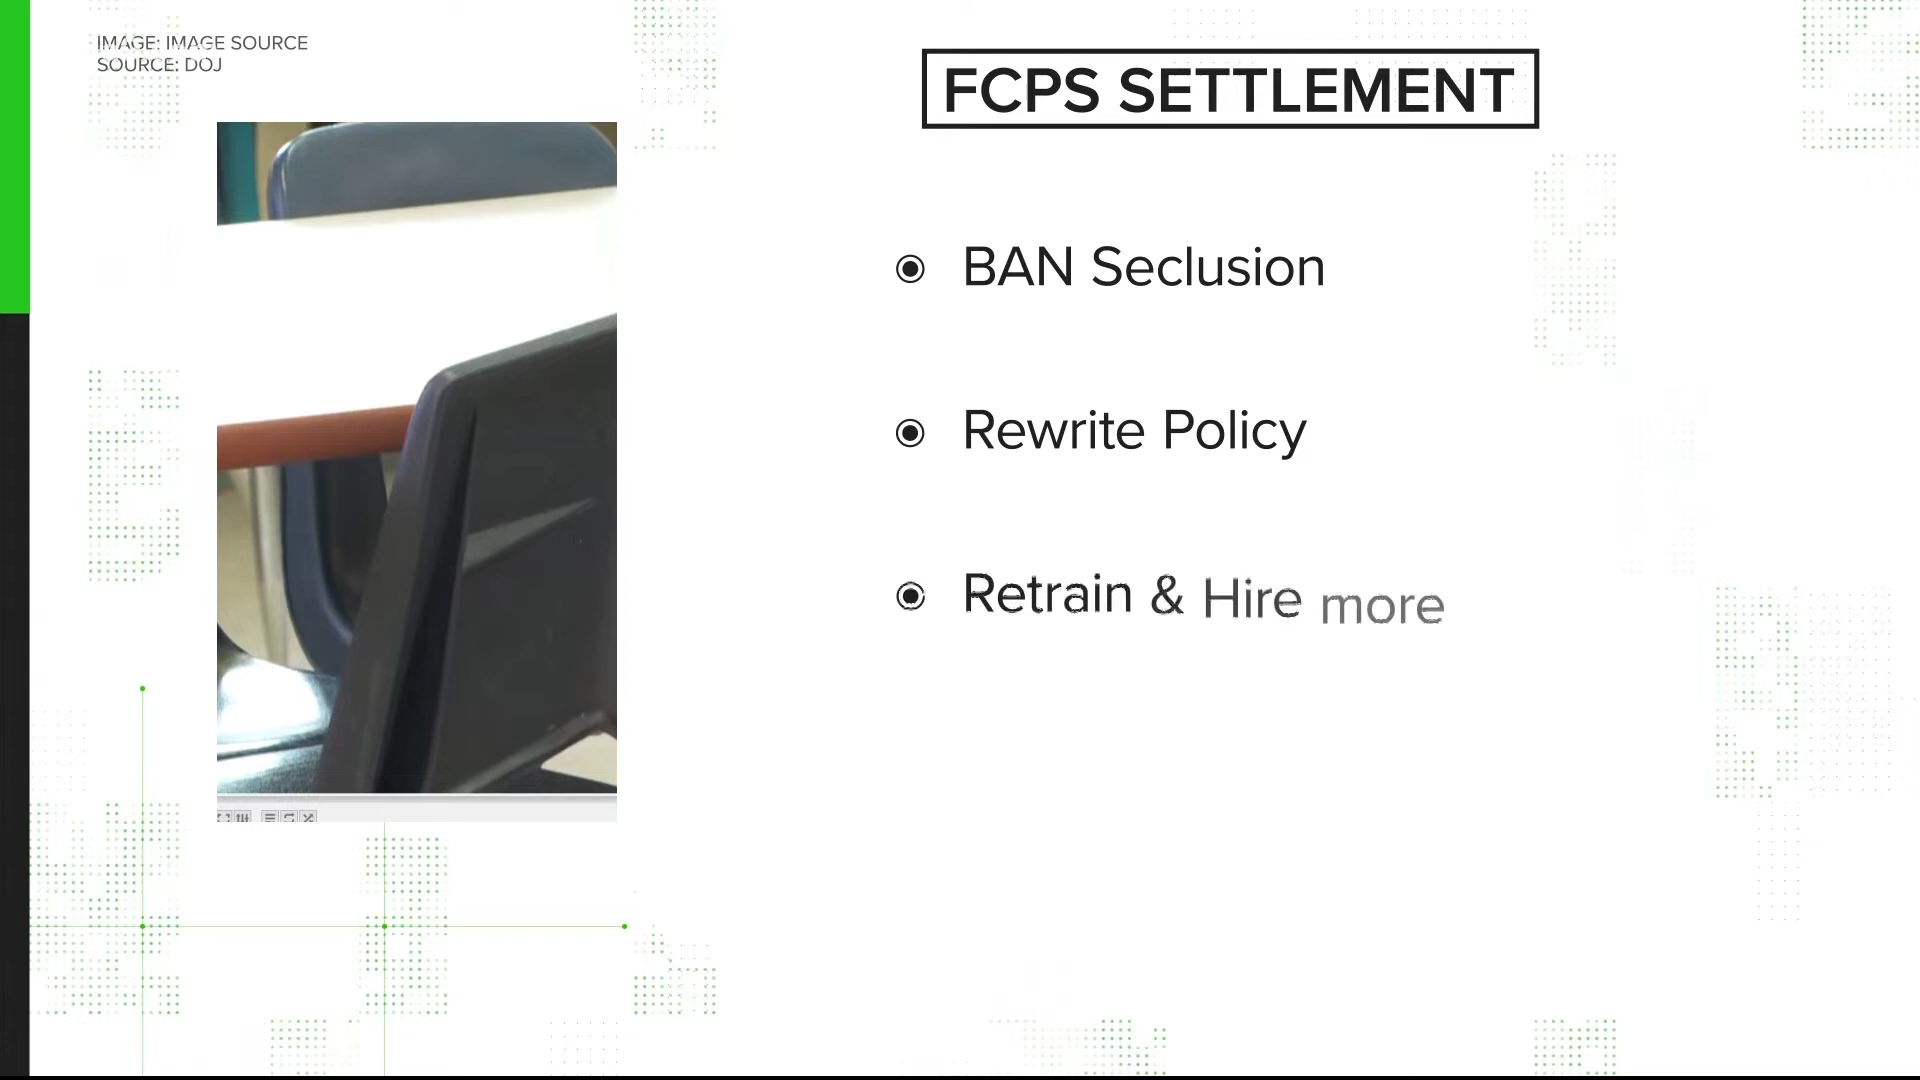 IMAGE: IMAGE SOURCE
SOURCE: DOJ
FCPS SETTLEMENT
BAN Seclusion
Rewrite Policy
Retrain & Hire more